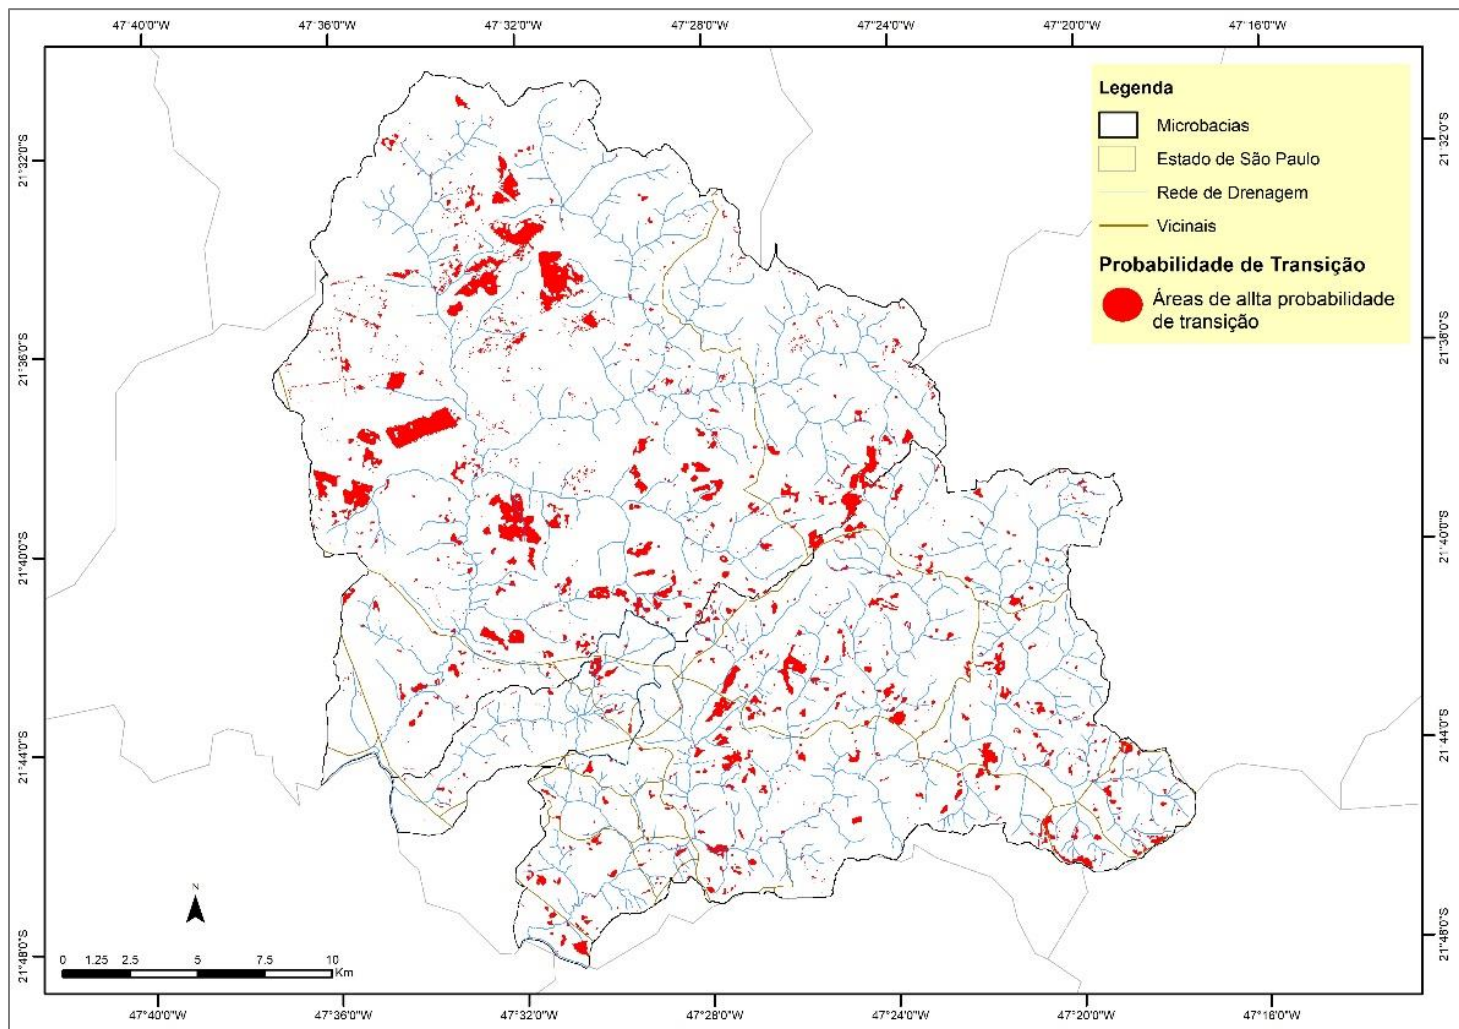 47°40'0"W 47°36'0"W 47°32'0"W 47°28'0"W 47°24'0"W 47°20'0"W 47°16'0"W
Legenda
Microbacias
Estado de São Paulo
Rede de Drenagem
Vicinais
Probabilidade de Transição
Áreas de allta probabilidade
de transição
21°32'0"S
21°36'0"S
21°40'0"S
21°44'0"S
21°48'0"S
21°32'0"S
21°38'0"S
21°40'0"S
21°44'0"S
21°48'0"S
N
0 1.25 2.5 5 7.5 10
Km
47°40'0"W 47°36'0"W 47°32'0"W 47°28'0"W 47°24'0"W 47°20'0"W 47°16'0"W